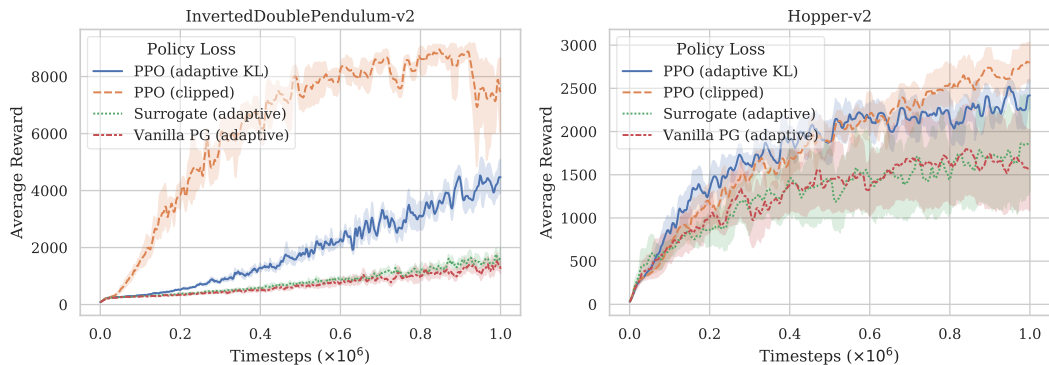 InvertedDoublePendulum-v2
Average Reward
8000
6000
4000
2000
0
Policy Loss
PPO (adaptive KL)
PPO (clipped)
Surrogate (adaptive)
Vanilla PG (adaptive)
0.0 0.2 0.4 0.6 0.8 1.0
Timesteps (×10⁶)
Hopper-v2
Average Reward
3000
2500
2000
1500
1000
500
0
Policy Loss
PPO (adaptive KL)
PPO (clipped)
Surrogate (adaptive)
Vanilla PG (adaptive)
0.0 0.2 0.4 0.6 0.8 1.0
Timesteps (×10⁶)